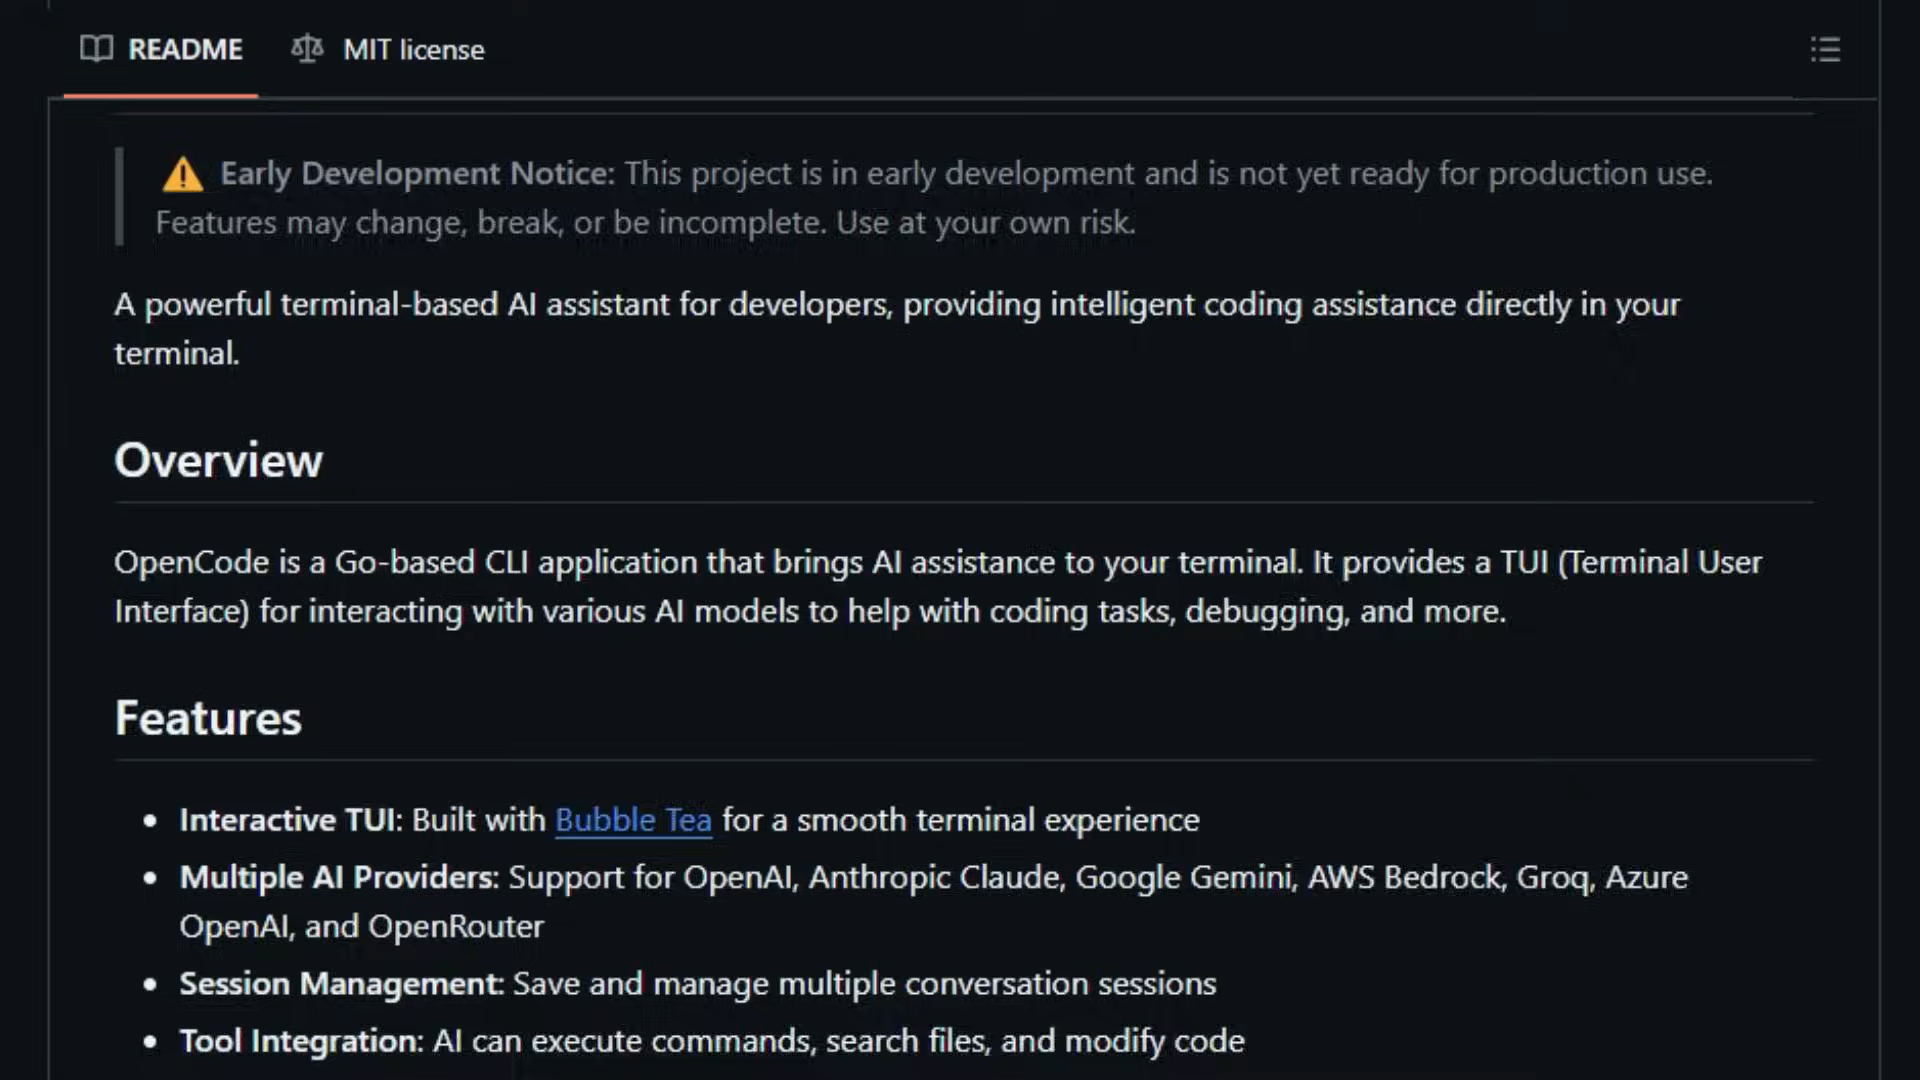 README MIT license
⚠️ Early Development Notice: This project is in early development and is not yet ready for production use.
Features may change, break, or be incomplete. Use at your own risk.
A powerful terminal-based AI assistant for developers, providing intelligent coding assistance directly in your
terminal.
Overview
OpenCode is a Go-based CLI application that brings AI assistance to your terminal. It provides a TUI (Terminal User
Interface) for interacting with various AI models to help with coding tasks, debugging, and more.
Features
• Interactive TUI: Built with Bubble Tea for a smooth terminal experience
• Multiple AI Providers: Support for OpenAI, Anthropic Claude, Google Gemini, AWS Bedrock, Groq, Azure
OpenAI, and OpenRouter
• Session Management: Save and manage multiple conversation sessions
• Tool Integration: AI can execute commands, search files, and modify code